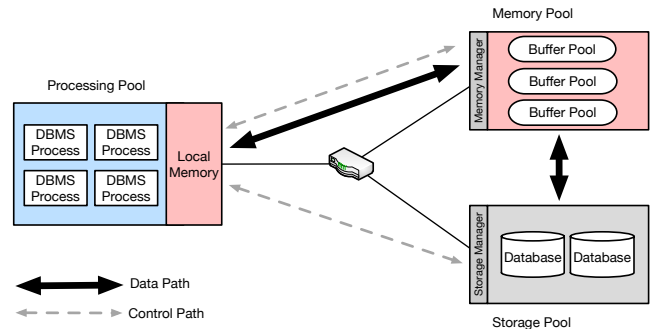 Memory Pool
Memory Manager
Buffer Pool
Buffer Pool
Buffer Pool
Processing Pool
DBMS
Process
DBMS
Process
DBMS
Process
DBMS
Process
Local
Memory
Storage Manager
Database
Database
Storage Pool
Data Path
Control Path